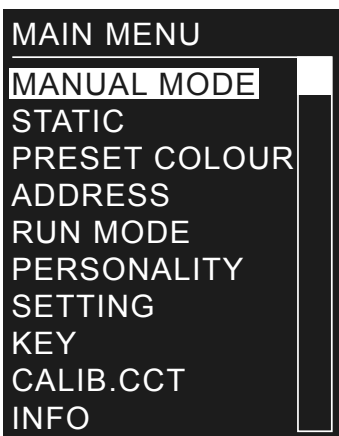 MAIN MENU
MANUAL MODE
STATIC
PRESET COLOUR
ADDRESS
RUN MODE
PERSONALITY
SETTING
KEY
CALIB.CCT
INFO